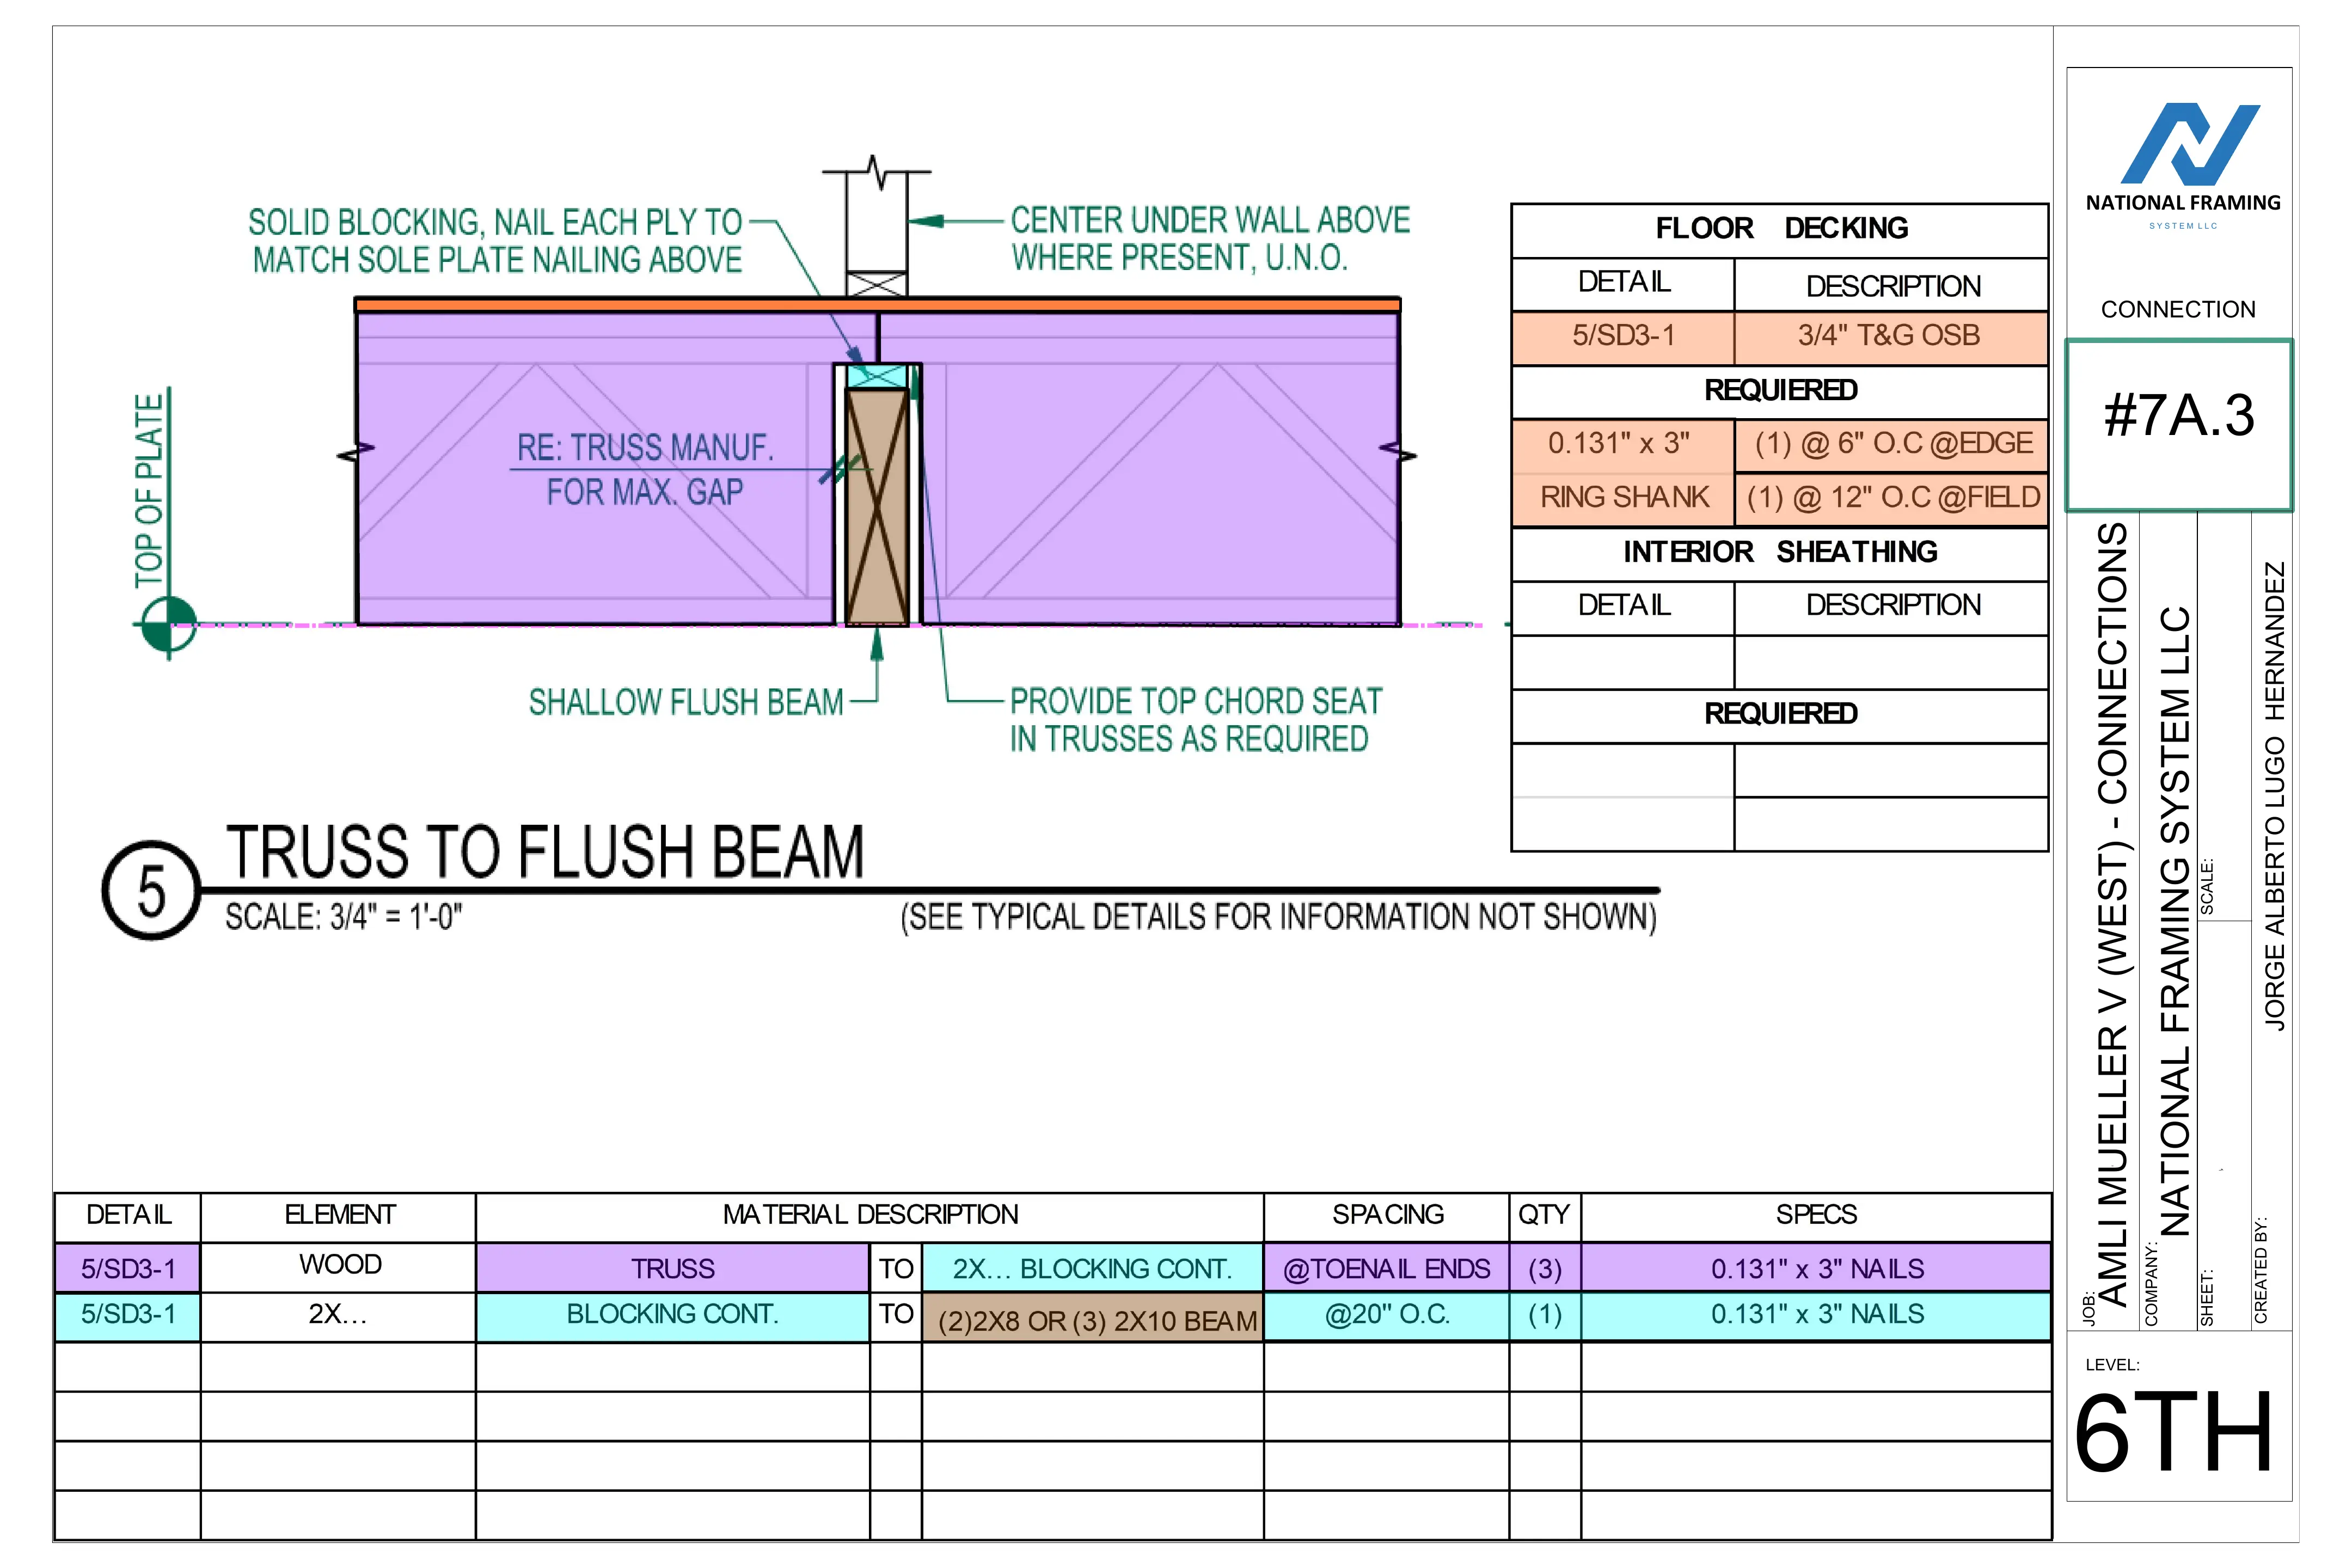 SOLID BLOCKING, NAIL EACH PLY TO
MATCH SOLE PLATE NAILING ABOVE
CENTER UNDER WALL ABOVE
WHERE PRESENT, U.N.O.
TOP OF PLATE
RE: TRUSS MANUF.
FOR MAX. GAP
SHALLOW FLUSH BEAM
PROVIDE TOP CHORD SEAT
IN TRUSSES AS REQUIRED
5
TRUSS TO FLUSH BEAM
SCALE: 3/4" = 1'-0"
(SEE TYPICAL DETAILS FOR INFORMATION NOT SHOWN)
FLOOR DECKING
DETAIL DESCRIPTION
5/SD3-1 3/4" T&G OSB
REQUIERED
0.131" x 3" (1) @ 6" O.C @EDGE
RING SHANK (1) @ 12" O.C @FIELD
INTERIOR SHEATHING
DETAIL DESCRIPTION
REQUIERED
DETAIL ELEMENT MATERIAL DESCRIPTION SPACING QTY SPECS
5/SD3-1 WOOD TRUSS TO 2X... BLOCKING CONT. @TOENAIL ENDS (3) 0.131" x 3" NAILS
5/SD3-1 2X... BLOCKING CONT. TO (2)2X8 OR (3) 2X10 BEAM @20" O.C. (1) 0.131" x 3" NAILS
NATIONAL FRAMING
SYSTEM LLC
CONNECTION
#7A.3
JOB: AMLI MUELLER V (WEST) - CONNECTIONS
COMPANY: NATIONAL FRAMING SYSTEM LLC
SHEET:
SCALE:
CREATED BY: JORGE ALBERTO LUGO HERNANDEZ
LEVEL:
6TH